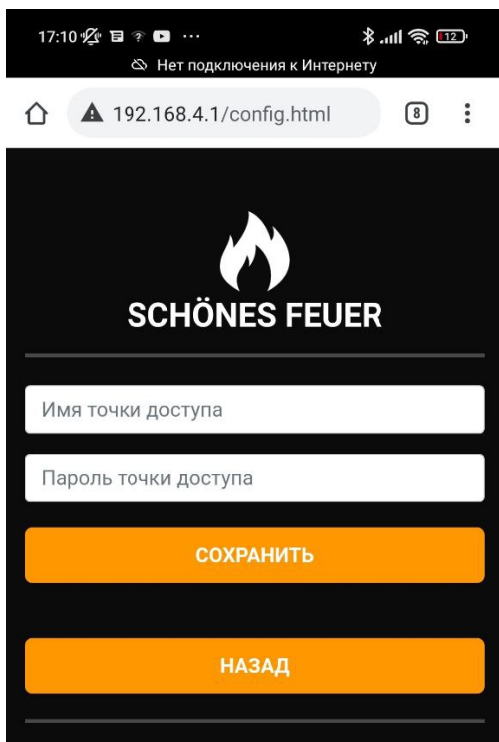 17:10
12
Нет подключения к Интернету
192.168.4.1/config.html
8
SCHÖNES FEUER
Имя точки доступа
Пароль точки доступа
СОХРАНИТЬ
НАЗАД